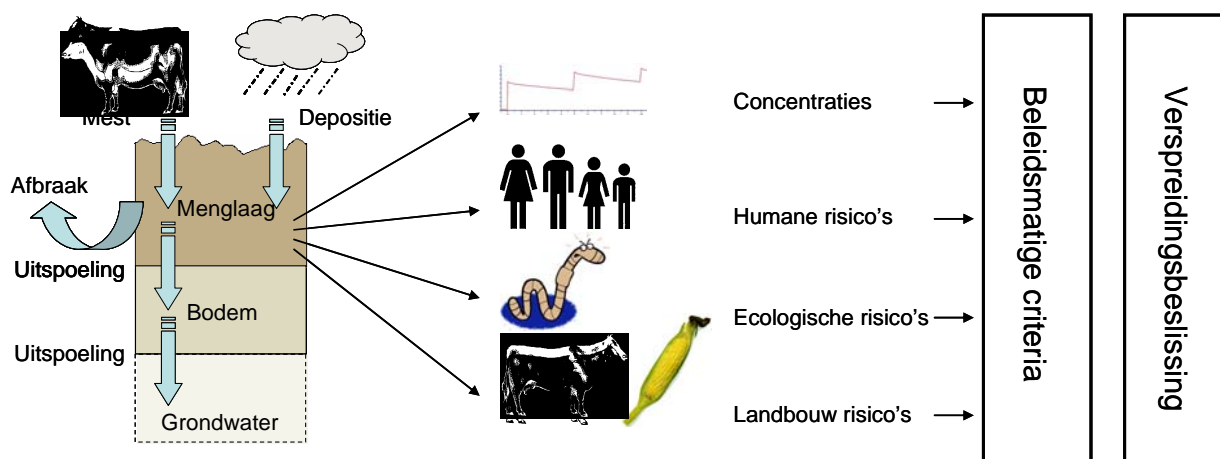 Mest
Depositie
Afbraak
Menglaag
Uitspoeling
Bodem
Uitspoeling
Grondwater
Concentraties
Humane risico's
Ecologische risico's
Landbouw risico's
Beleidsmatige criteria
Verspreidingsbeslissing